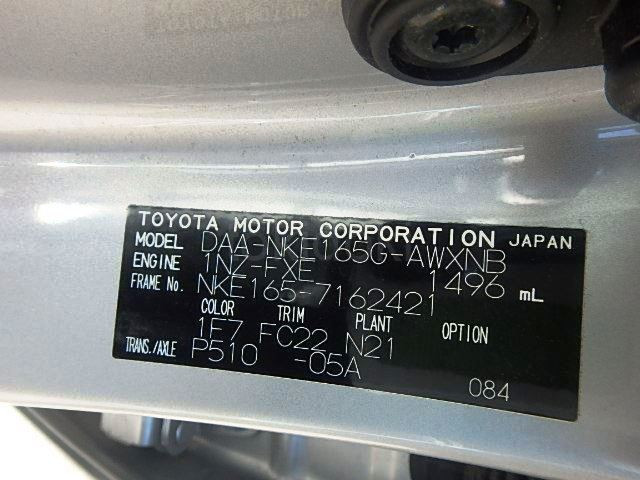 TOYOTA MOTOR CORPORATION JAPAN
MODEL DAA-NKE165G-AWXNB
ENGINE 1NZ-FXE 1496 mL
FRAME No. NKE165-7162421
COLOR TRIM PLANT OPTION
1F7 FC22 N21
TRANS./AXLE P510 -05A
084